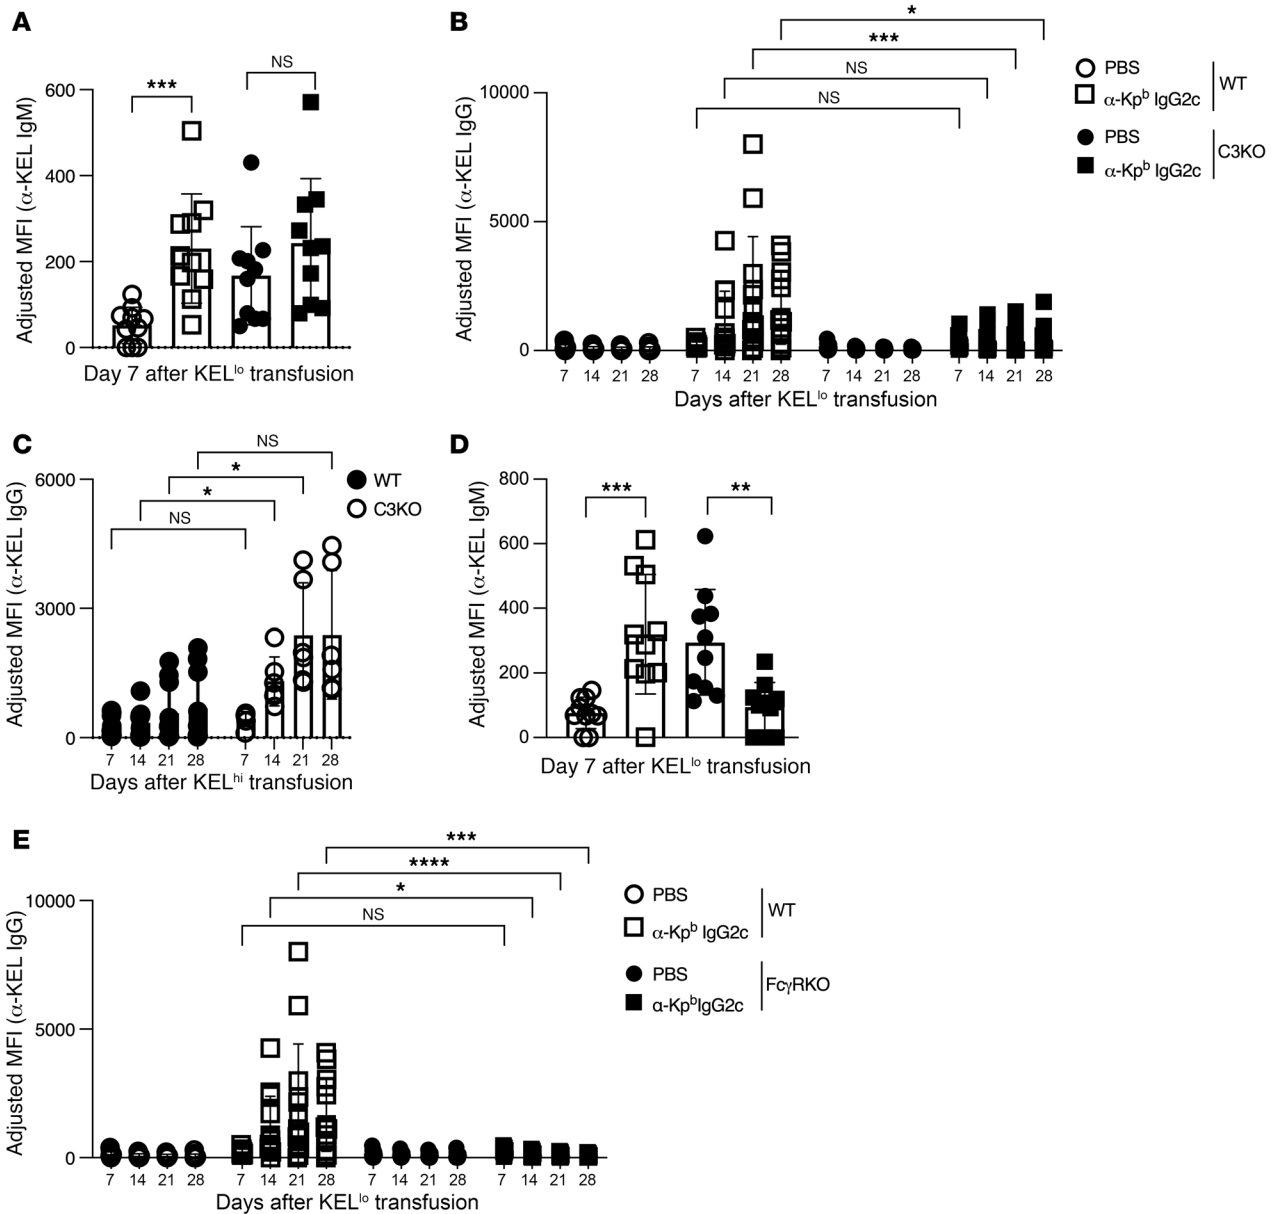 A
Adjusted MFI (α-KEL IgM)
600
400
200
0
***
NS
Day 7 after KELlo transfusion
B
Adjusted MFI (α-KEL IgG)
10000
5000
0
*
***
NS
NS
7 14 21 28 7 14 21 28 7 14 21 28 7 14 21 28
Days after KELlo transfusion
PBS
α-Kpb IgG2c
WT
PBS
α-Kpb IgG2c
C3KO
C
Adjusted MFI (α-KEL IgG)
6000
3000
0
NS
*
*
NS
7 14 21 28 7 14 21 28
Days after KELhi transfusion
WT
C3KO
D
Adjusted MFI (α-KEL IgM)
800
600
400
200
0
***
**
Day 7 after KELlo transfusion
E
Adjusted MFI (α-KEL IgG)
10000
5000
0
***
****
*
NS
7 14 21 28 7 14 21 28 7 14 21 28 7 14 21 28
Days after KELlo transfusion
PBS
α-Kpb IgG2c
WT
PBS
α-KpbIgG2c
FcγRKO